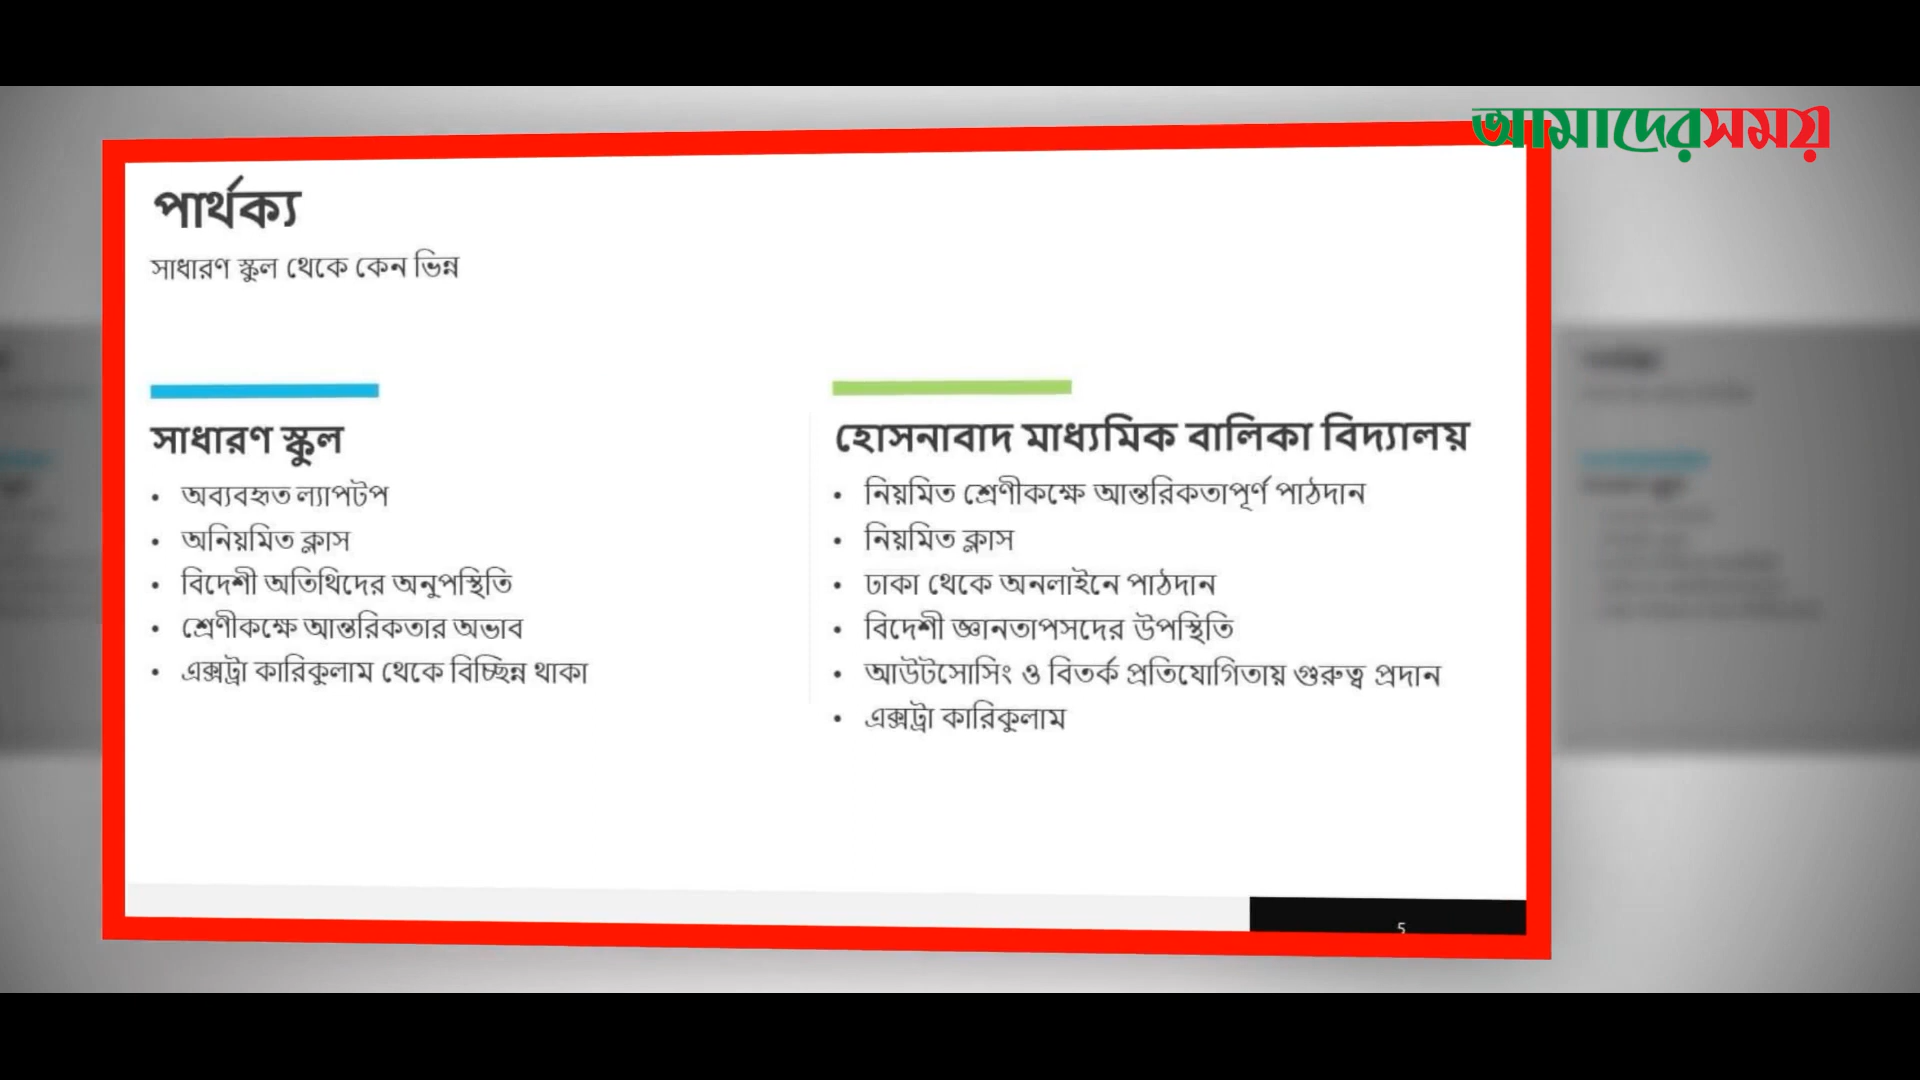 আমাদেরসময়
পার্থক্য
সাধারণ স্কুল থেকে কেন ভিন্ন
সাধারণ স্কুল
• অব্যবহৃত ল্যাপটপ
• অনিয়মিত ক্লাস
• বিদেশী অতিথিদের অনুপস্থিতি
• শ্রেণীকক্ষে আন্তরিকতার অভাব
• এক্সট্রা কারিকুলাম থেকে বিচ্ছিন্ন থাকা
হোসনাবাদ মাধ্যমিক বালিকা বিদ্যালয়
• নিয়মিত শ্রেণীকক্ষে আন্তরিকতাপূর্ণ পাঠদান
• নিয়মিত ক্লাস
• ঢাকা থেকে অনলাইনে পাঠদান
• বিদেশী জ্ঞানতাপসদের উপস্থিতি
• আউটসোসিং ও বিতর্ক প্রতিযোগিতায় গুরুত্ব প্রদান
• এক্সট্রা কারিকুলাম
5